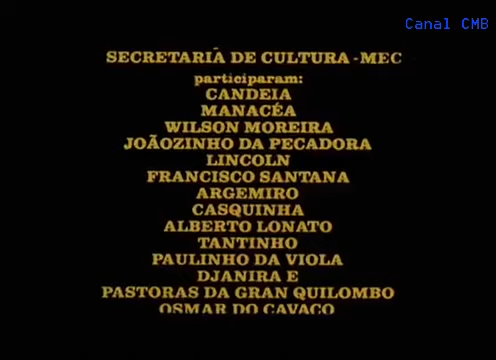 Canal CMB
SECRETARIA DE CULTURA - MEC
participaram:
CANDEIA
MANACÉA
WILSON MOREIRA
JOÃOZINHO DA PECADORA
LINCOLN
FRANCISCO SANTANA
ARGEMIRO
CASQUINHA
ALBERTO LONATO
TANTINHO
PAULINHO DA VIOLA
DJANIRA E
PASTORAS DA GRAN QUILOMBO
OSMAR DO CAVACO